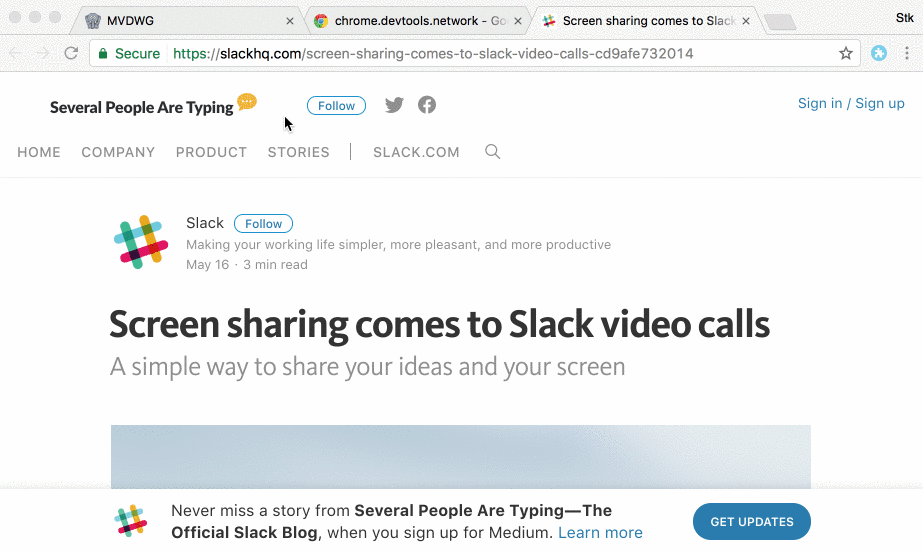 MVDWG
chrome.devtools.network - Go
Screen sharing comes to Slack
Stk
Secure https://slackhq.com/screen-sharing-comes-to-slack-video-calls-cd9afe732014
Several People Are Typing
Follow
Sign in / Sign up
HOME COMPANY PRODUCT STORIES SLACK.COM
Slack Follow
Making your working life simpler, more pleasant, and more productive
May 16 · 3 min read
Screen sharing comes to Slack video calls
A simple way to share your ideas and your screen
Never miss a story from Several People Are Typing—The
Official Slack Blog, when you sign up for Medium. Learn more
GET UPDATES